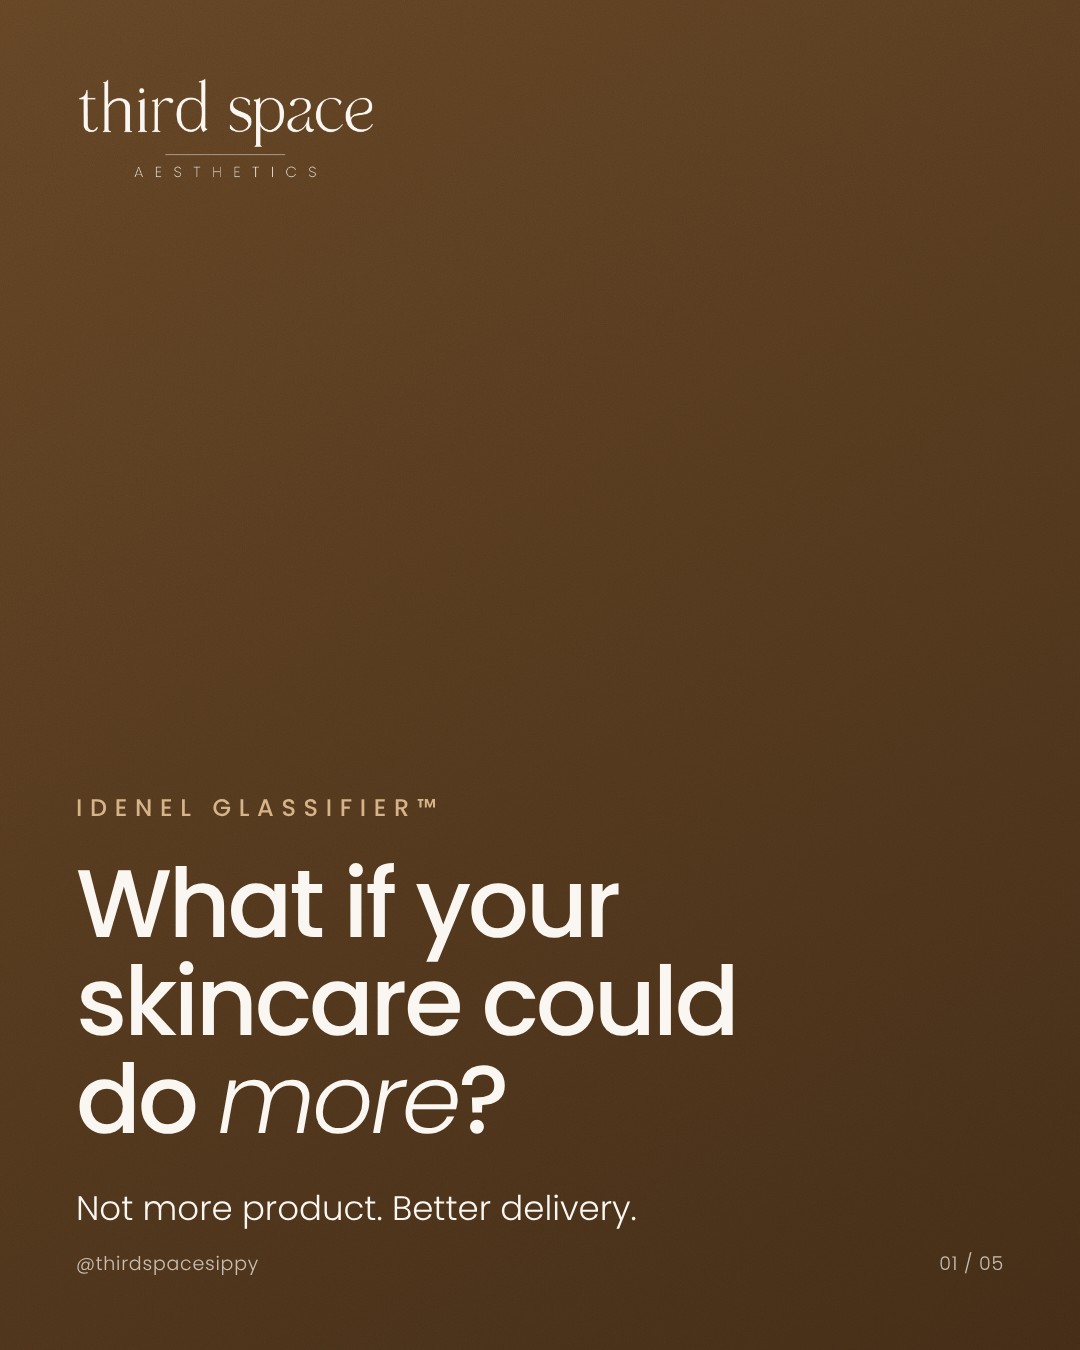 third space
AESTHETICS
IDENEL GLASSIFIER™
What if your
skincare could
do more?
Not more product. Better delivery.
@thirdspacesippy
01 / 05